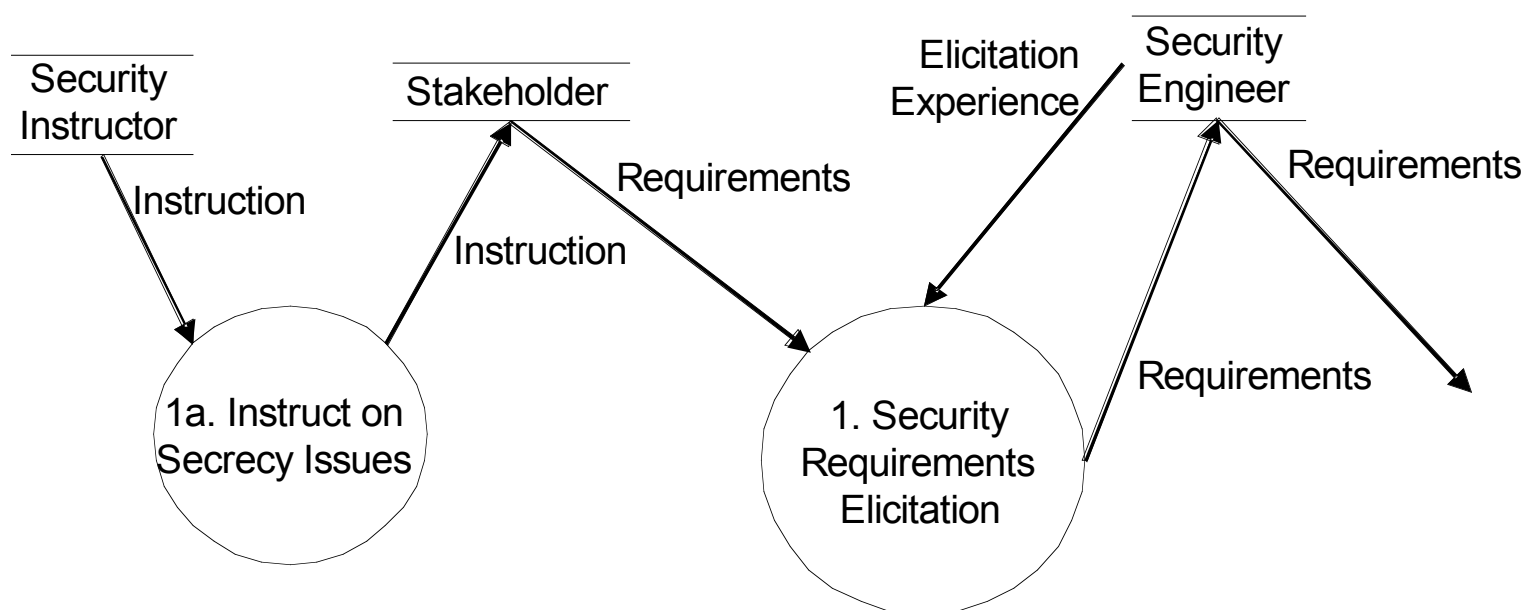 Security
Instructor
Stakeholder
Elicitation
Experience
Security
Engineer
Instruction
Instruction
Requirements
Requirements
Requirements
1a. Instruct on
Secrecy Issues
1. Security
Requirements
Elicitation